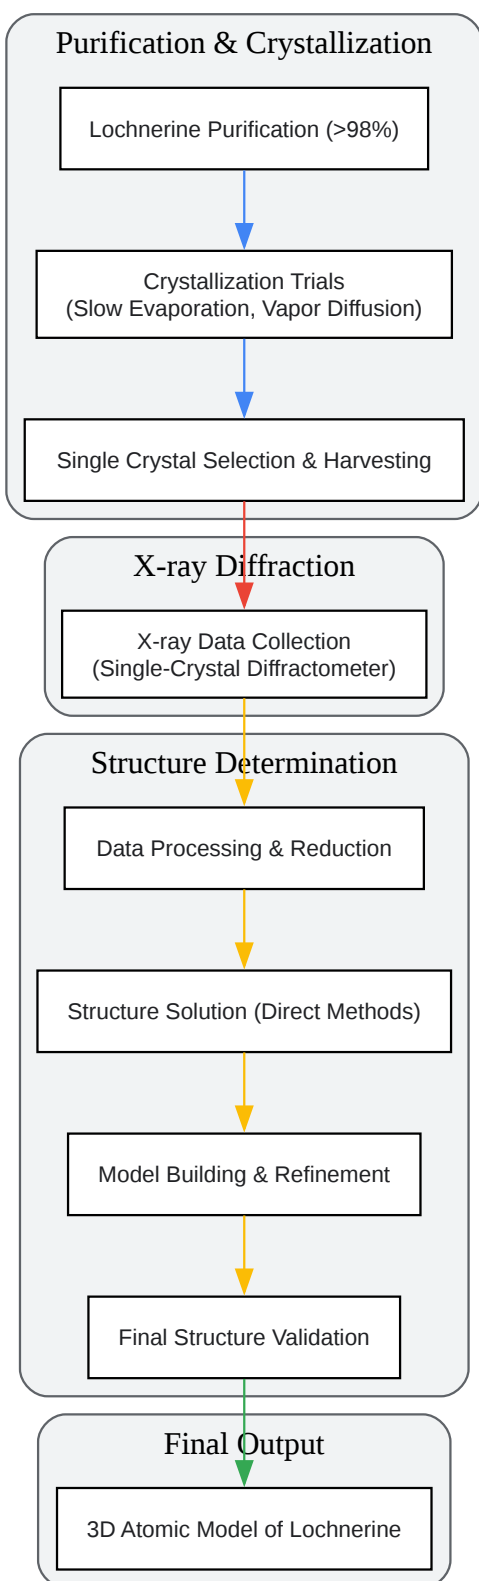 Purification & Crystallization
Lochnerine Purification (>98%)
Crystallization Trials
(Slow Evaporation, Vapor Diffusion)
Single Crystal Selection & Harvesting
X-ray Diffraction
X-ray Data Collection
(Single-Crystal Diffractometer)
Structure Determination
Data Processing & Reduction
Structure Solution (Direct Methods)
Model Building & Refinement
Final Structure Validation
Final Output
3D Atomic Model of Lochnerine